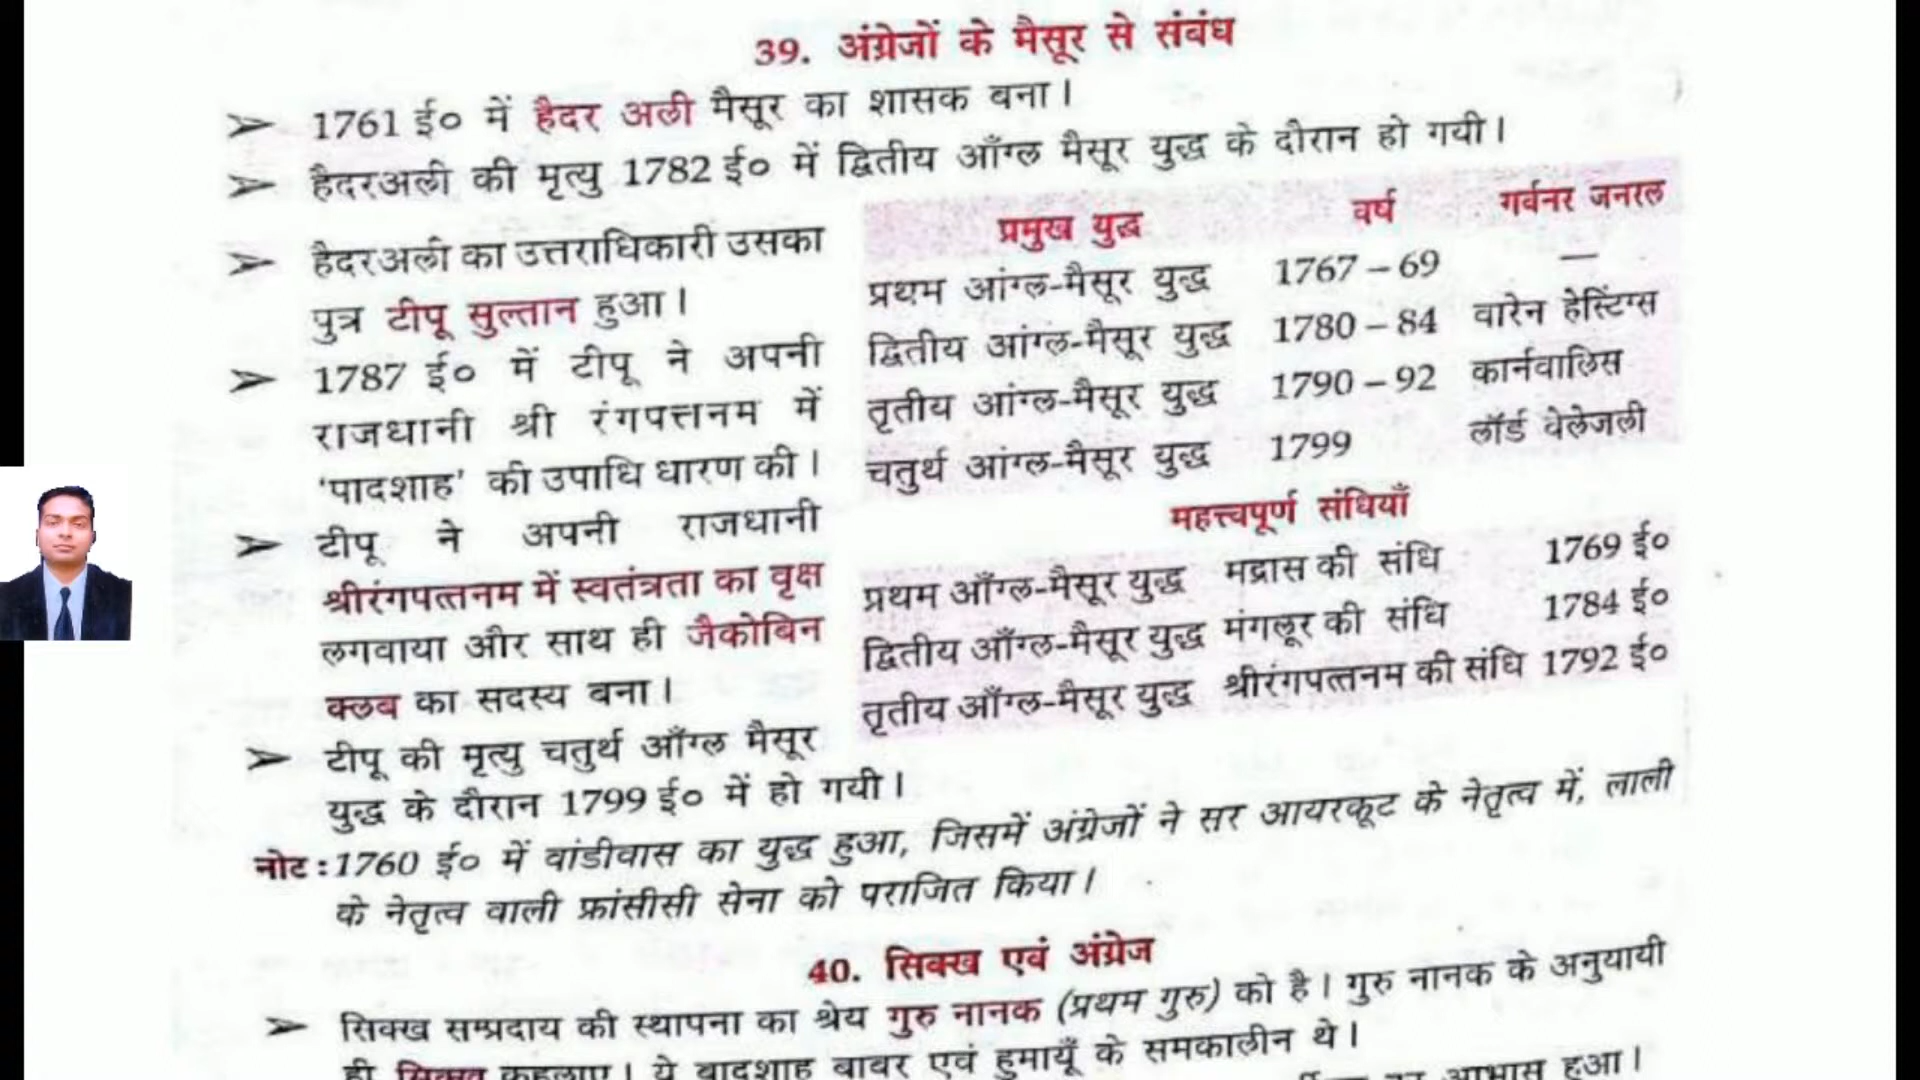 39. अंग्रेजों के मैसूर से संबंध
➢ 1761 ई० में हैदर अली मैसूर का शासक बना।
➢ हैदरअली की मृत्यु 1782 ई० में द्वितीय आँग्ल मैसूर युद्ध के दौरान हो गयी।
➢ हैदरअली का उत्तराधिकारी उसका
पुत्र टीपू सुल्तान हुआ।
➢ 1787 ई० में टीपू ने अपनी
राजधानी श्री रंगपत्तनम में
'पादशाह' की उपाधि धारण की।
➢ टीपू ने अपनी राजधानी
श्रीरंगपत्तनम में स्वतंत्रता का वृक्ष
लगवाया और साथ ही जैकोबिन
क्लब का सदस्य बना।
➢ टीपू की मृत्यु चतुर्थ आँग्ल मैसूर
युद्ध के दौरान 1799 ई० में हो गयी।
प्रमुख युद्ध वर्ष गर्वनर जनरल
प्रथम आंग्ल-मैसूर युद्ध 1767 – 69 —
द्वितीय आंग्ल-मैसूर युद्ध 1780 – 84 वारेन हेस्टिंग्स
तृतीय आंग्ल-मैसूर युद्ध 1790 – 92 कार्नवालिस
चतुर्थ आंग्ल-मैसूर युद्ध 1799 लॉर्ड वेलेजली
महत्त्वपूर्ण संधियाँ
प्रथम आँग्ल-मैसूर युद्ध मद्रास की संधि 1769 ई०
द्वितीय आँग्ल-मैसूर युद्ध मंगलूर की संधि 1784 ई०
तृतीय आँग्ल-मैसूर युद्ध श्रीरंगपत्तनम की संधि 1792 ई०
नोट : 1760 ई० में वांडीवास का युद्ध हुआ, जिसमें अंग्रेजों ने सर आयरकूट के नेतृत्व में, लाली
के नेतृत्व वाली फ्रांसीसी सेना को पराजित किया।
40. सिक्ख एवं अंग्रेज
➢ सिक्ख सम्प्रदाय की स्थापना का श्रेय गुरु नानक (प्रथम गुरु) को है। गुरु नानक के अनुयायी
ही सिक्ख कहलाए। ये बादशाह बाबर एवं हुमायूँ के समकालीन थे।
आभास हुआ।